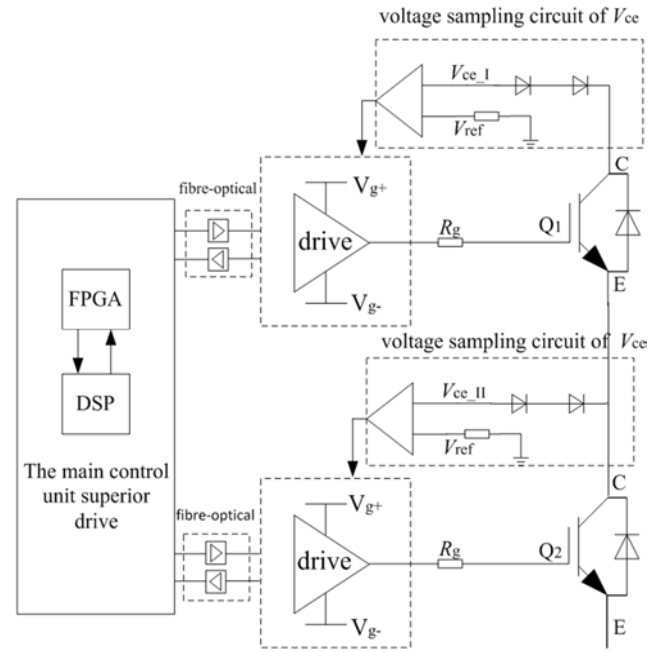 voltage sampling circuit of Vce
Vce_I
Vref
fibre-optical
Vg+
drive
Vg-
Rg
Q1
C
E
FPGA
DSP
The main control
unit superior
drive
voltage sampling circuit of Vce
Vce_II
Vref
fibre-optical
Vg+
drive
Vg-
Rg
Q2
C
E